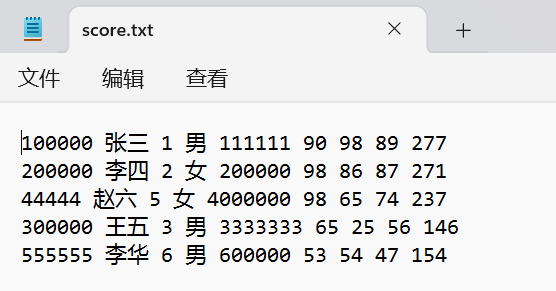 score.txt
文件 编辑 查看
100000 张三 1 男 111111 90 98 89 277
200000 李四 2 女 200000 98 86 87 271
44444 赵六 5 女 4000000 98 65 74 237
300000 王五 3 男 3333333 65 25 56 146
555555 李华 6 男 600000 53 54 47 154